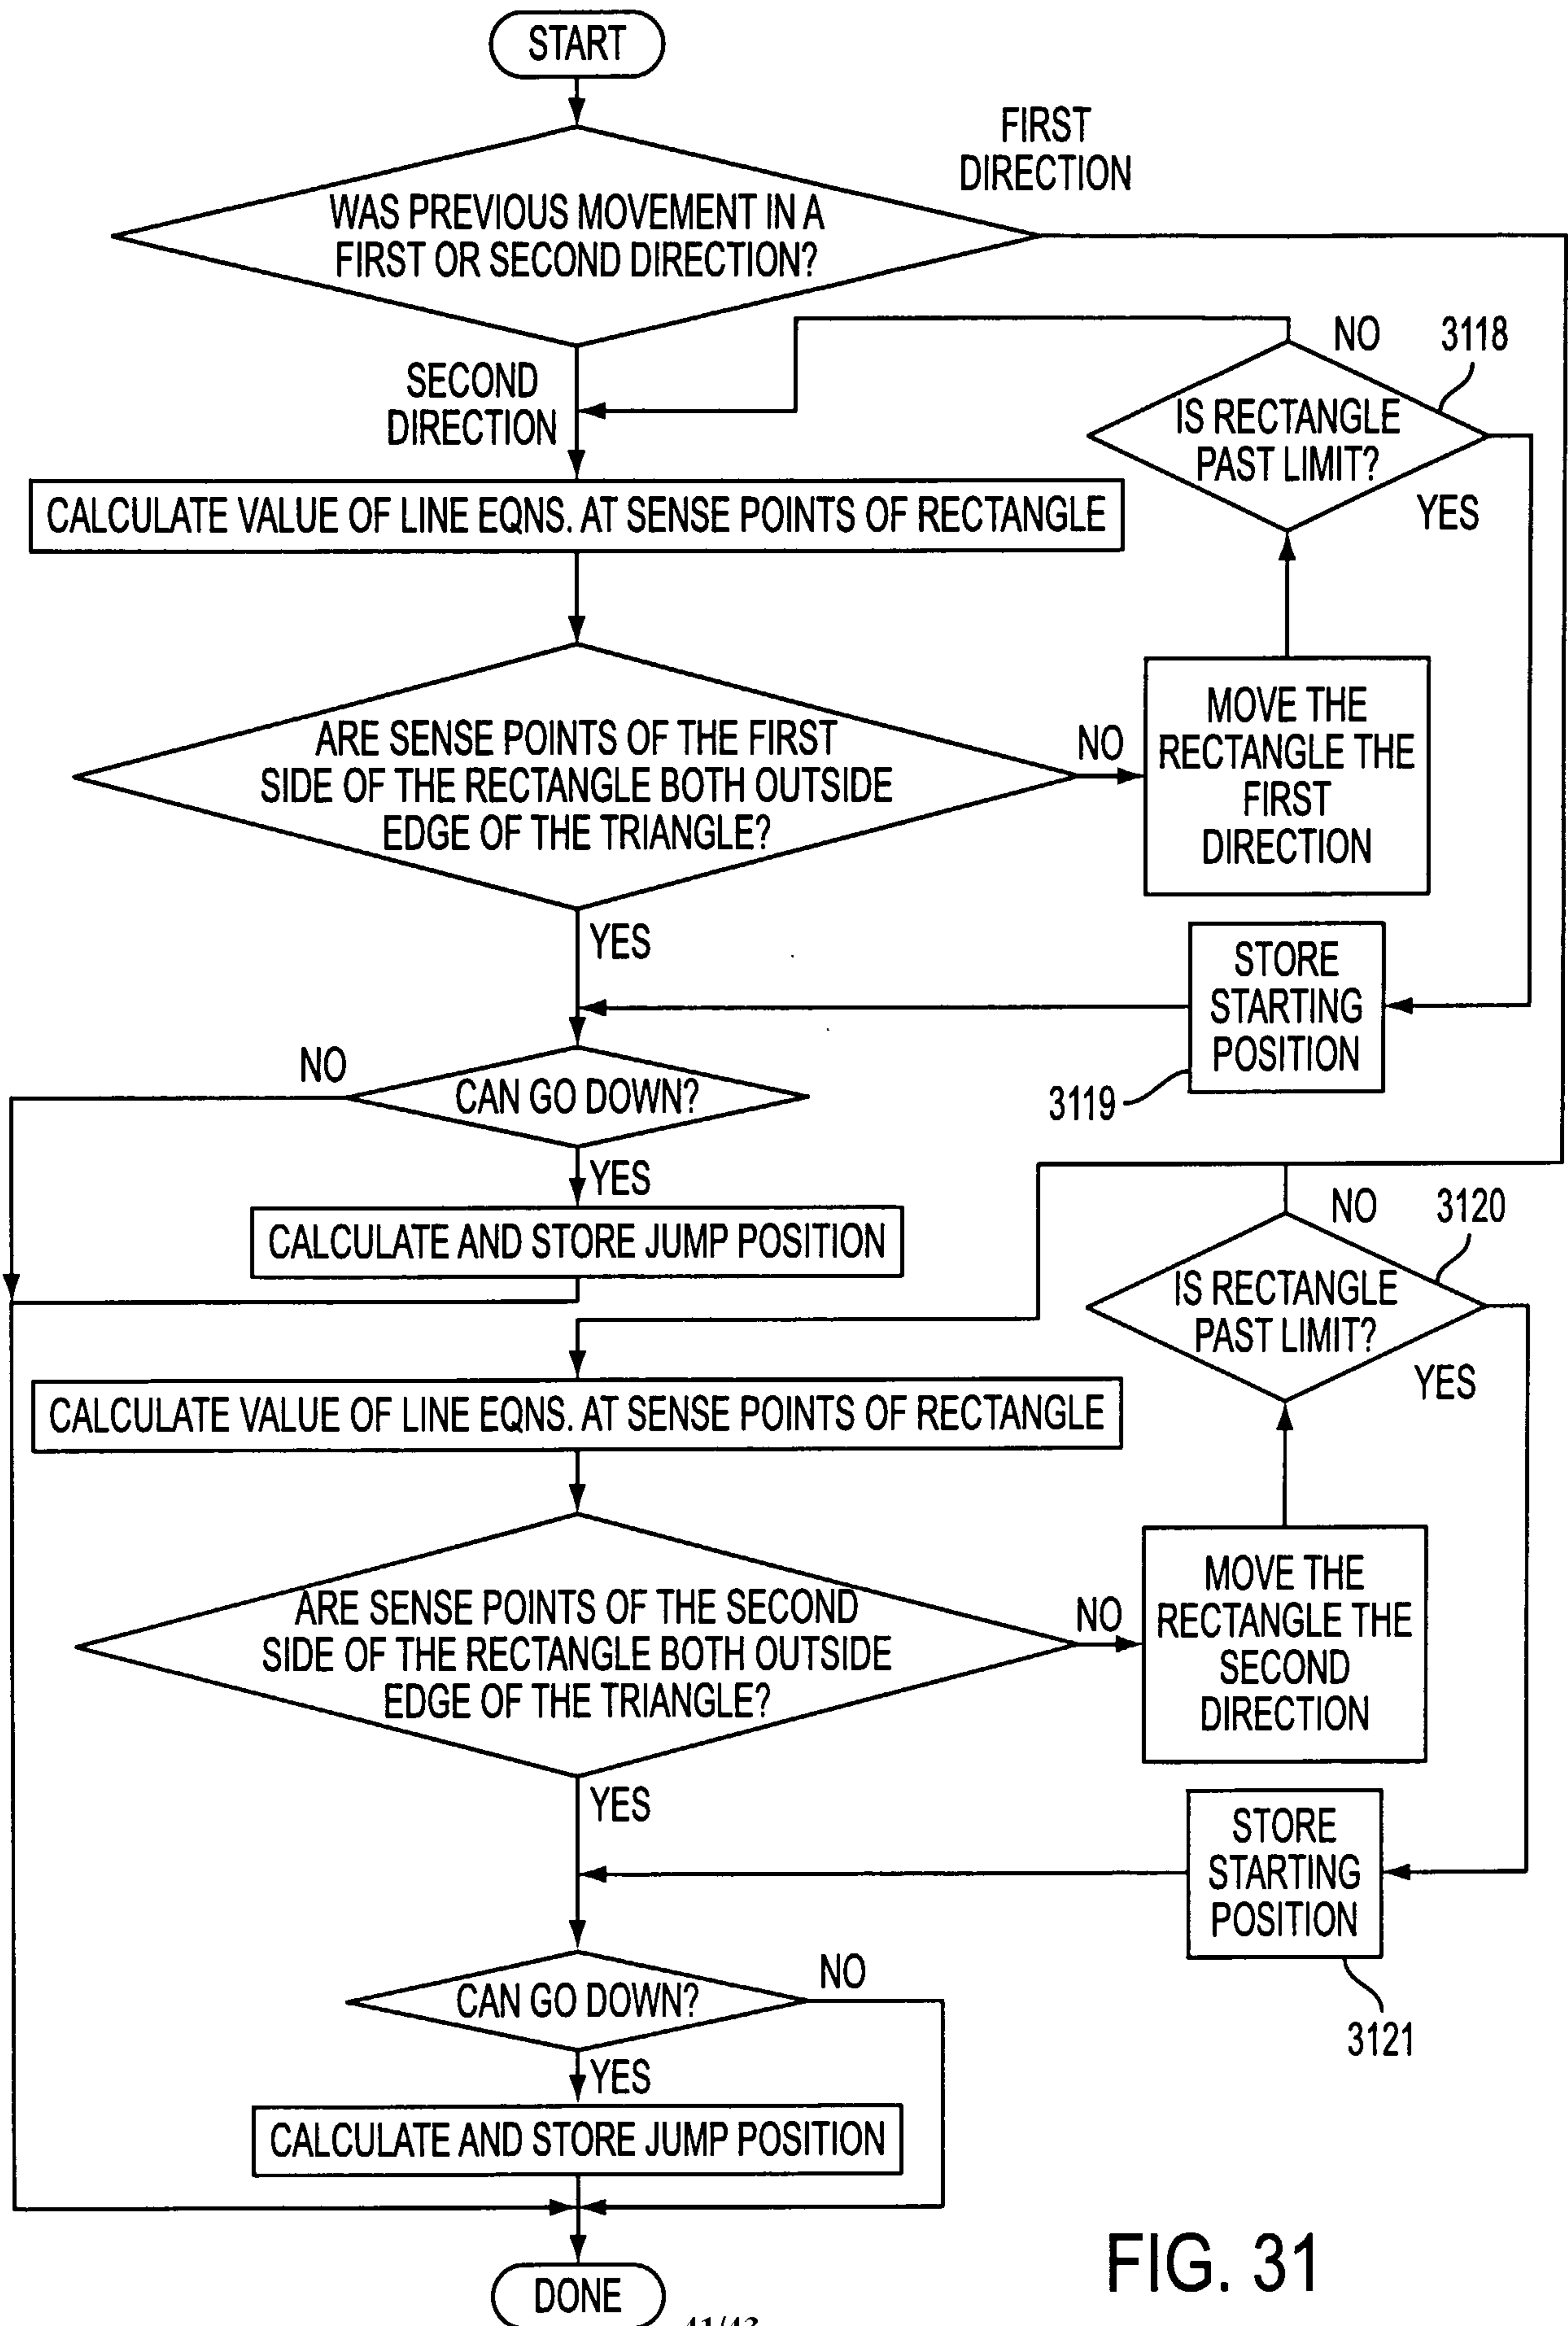 START
FIRST
DIRECTION
WAS PREVIOUS MOVEMENT IN A
FIRST OR SECOND DIRECTION?
NO
3118
SECOND
DIRECTION
IS RECTANGLE
PAST LIMIT?
YES
CALCULATE VALUE OF LINE EQNS. AT SENSE POINTS OF RECTANGLE
ARE SENSE POINTS OF THE FIRST
SIDE OF THE RECTANGLE BOTH OUTSIDE
EDGE OF THE TRIANGLE?
NO
MOVE THE
RECTANGLE THE
FIRST
DIRECTION
YES
STORE
STARTING
POSITION
3119
NO
CAN GO DOWN?
YES
CALCULATE AND STORE JUMP POSITION
NO
3120
IS RECTANGLE
PAST LIMIT?
YES
CALCULATE VALUE OF LINE EQNS. AT SENSE POINTS OF RECTANGLE
ARE SENSE POINTS OF THE SECOND
SIDE OF THE RECTANGLE BOTH OUTSIDE
EDGE OF THE TRIANGLE?
NO
MOVE THE
RECTANGLE THE
SECOND
DIRECTION
YES
STORE
STARTING
POSITION
3121
CAN GO DOWN?
NO
YES
CALCULATE AND STORE JUMP POSITION
DONE
FIG. 31